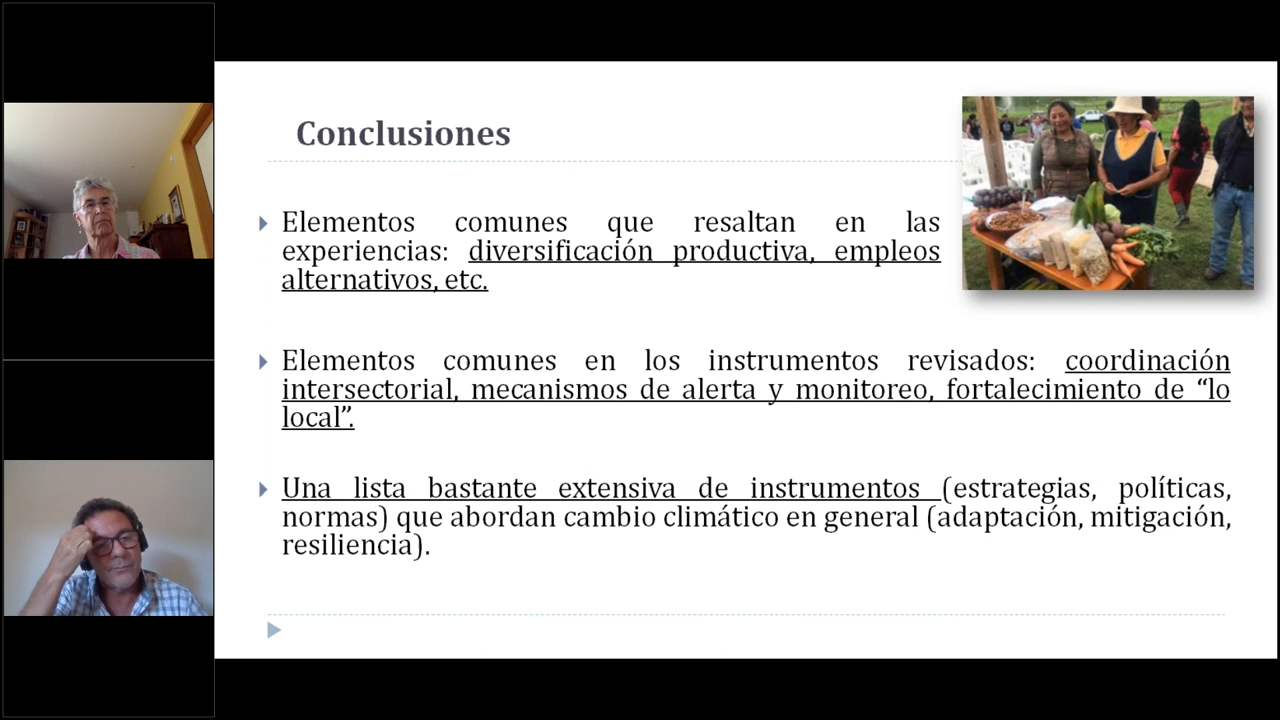 Conclusiones
Elementos comunes que resaltan en las
experiencias: diversificación productiva, empleos
alternativos, etc.
Elementos comunes en los instrumentos revisados: coordinación
intersectorial, mecanismos de alerta y monitoreo, fortalecimiento de “lo
local”.
Una lista bastante extensiva de instrumentos (estrategias, políticas,
normas) que abordan cambio climático en general (adaptación, mitigación,
resiliencia).